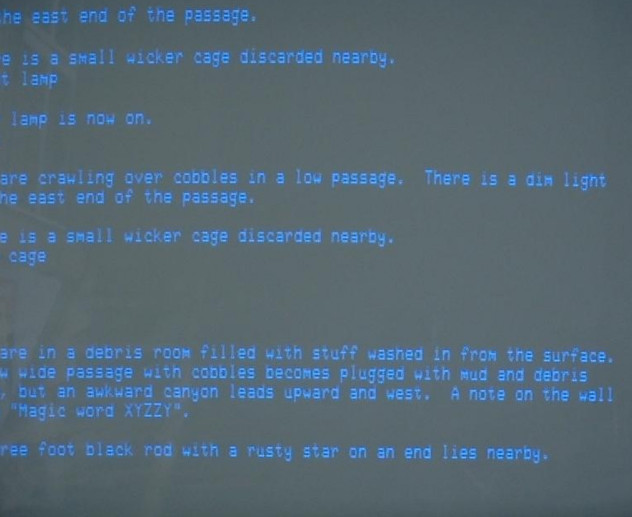 he east end of the passage.
e is a small wicker cage discarded nearby.
t lamp
lamp is now on.
are crawling over cobbles in a low passage.  There is a dim light
he east end of the passage.
e is a small wicker cage discarded nearby.
cage
are in a debris room filled with stuff washed in from the surface.
w wide passage with cobbles becomes plugged with mud and debris
, but an awkward canyon leads upward and west.  A note on the wall
"Magic word XYZZY".
ree foot black rod with a rusty star on an end lies nearby.